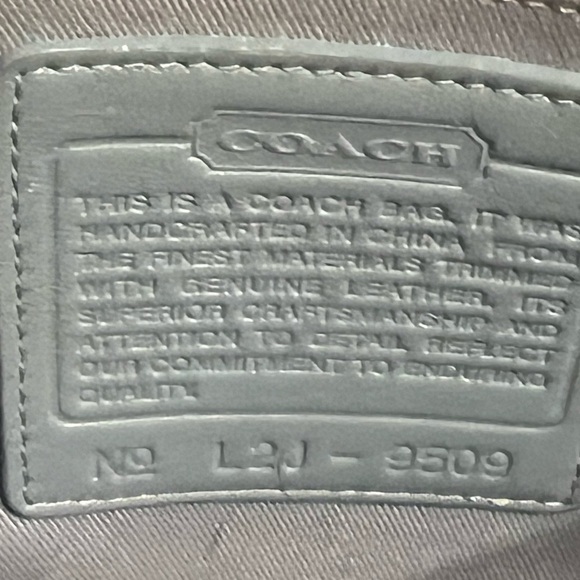 COACH
THIS IS A COACH BAG. IT WAS
HANDCRAFTED IN CHINA FROM
THE FINEST MATERIALS TRIMMED
WITH GENUINE LEATHER. ITS
SUPERIOR CRAFTSMANSHIP AND
ATTENTION TO DETAIL REFLECT
OUR COMMITMENT TO ENDURING
QUALITY.
No L2J - 9509